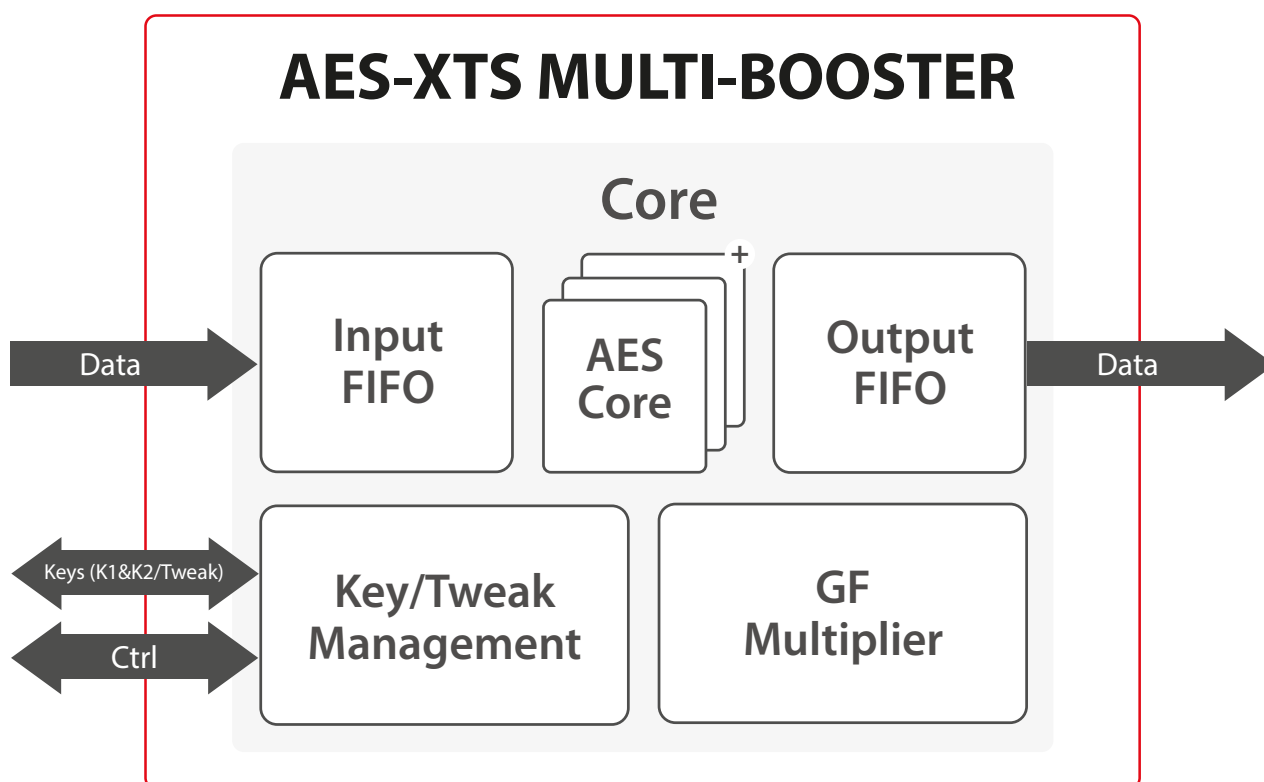 AES-XTS MULTI-BOOSTER
Core
Input
FIFO
+
AES
Core
Output
FIFO
Data
Data
Keys (K1&K2/Tweak)
Ctrl
Key/Tweak
Management
GF
Multiplier